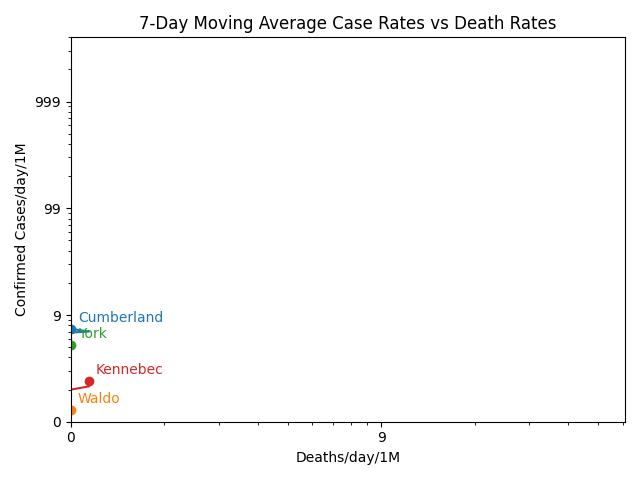 7-Day Moving Average Case Rates vs Death Rates
Confirmed Cases/day/1M
999
99
9
0
Cumberland
York
Kennebec
Waldo
0
9
Deaths/day/1M